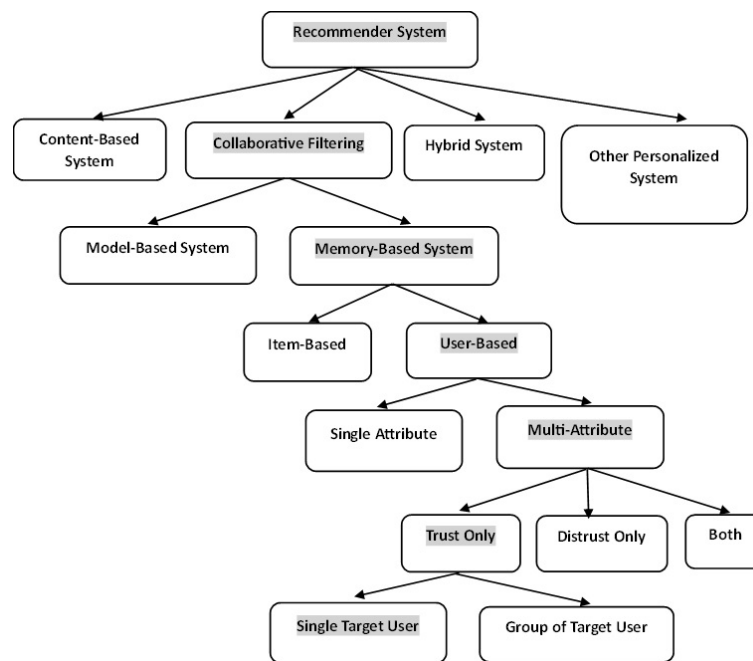 Recommender System
Content-Based
System
Collaborative Filtering
Hybrid System
Other Personalized
System
Model-Based System
Memory-Based System
Item-Based
User-Based
Single Attribute
Multi-Attribute
Trust Only
Distrust Only
Both
Single Target User
Group of Target User